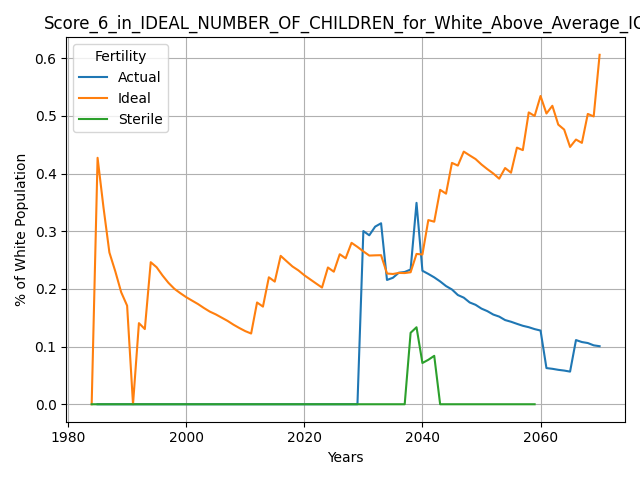 Score_6_in_IDEAL_NUMBER_OF_CHILDREN_for_White_Above_Average_IQ
Fertility
Actual
Ideal
Sterile
% of White Population
0.6
0.5
0.4
0.3
0.2
0.1
0.0
1980 2000 2020 2040 2060
Years